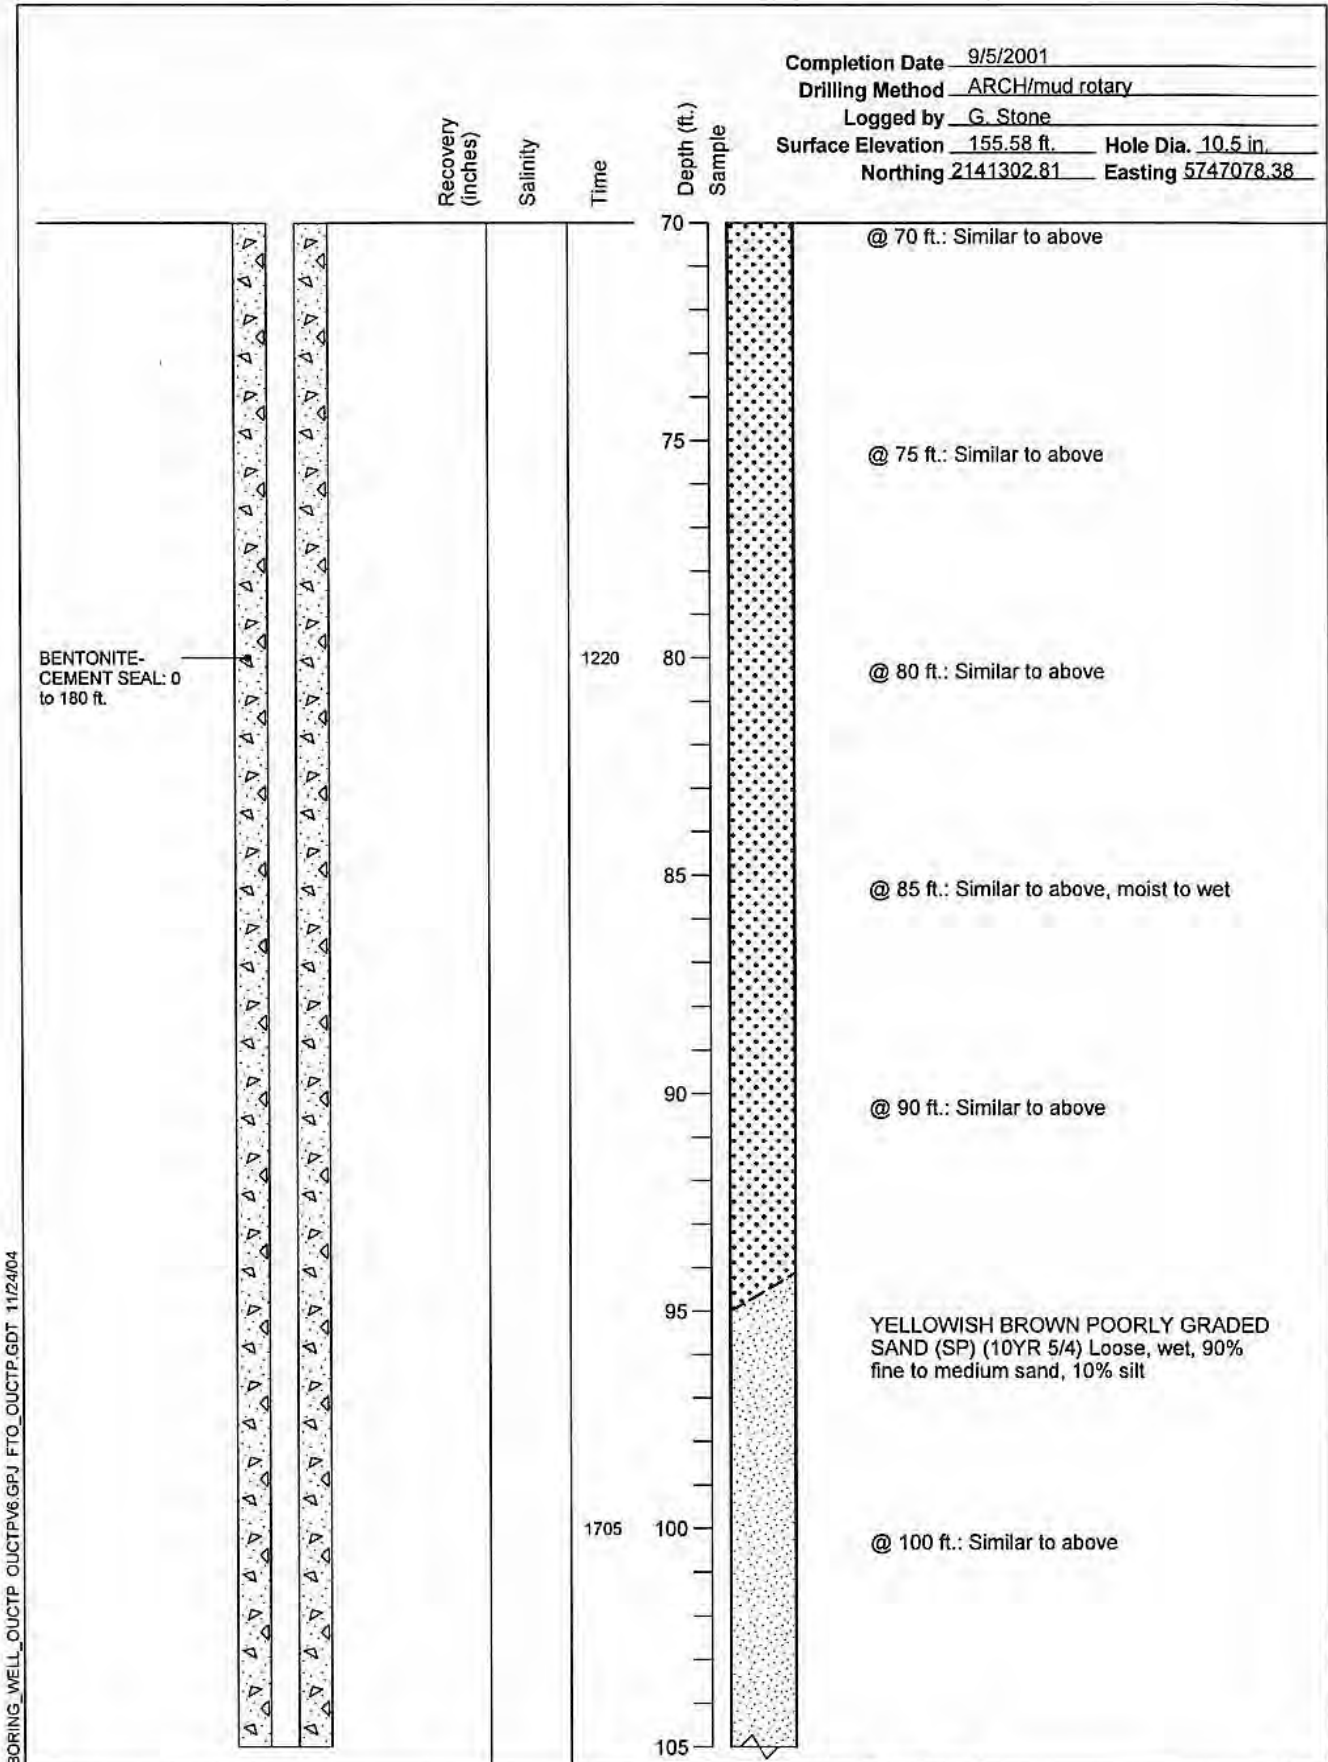 Completion Date 9/5/2001
Drilling Method ARCH/mud rotary
Logged by G. Stone
Surface Elevation 155.58 ft. Hole Dia. 10.5 in.
Northing 2141302.81 Easting 5747078.38
Recovery
(inches)
Salinity
Time
Depth (ft.)
Sample
70
@ 70 ft.: Similar to above
75
@ 75 ft.: Similar to above
BENTONITE-
CEMENT SEAL: 0
to 180 ft.
1220
80
@ 80 ft.: Similar to above
85
@ 85 ft.: Similar to above, moist to wet
90
@ 90 ft.: Similar to above
95
YELLOWISH BROWN POORLY GRADED
SAND (SP) (10YR 5/4) Loose, wet, 90%
fine to medium sand, 10% silt
1705
100
@ 100 ft.: Similar to above
105
BORING_WELL_OUCTP OUCTPV6.GPJ FTO_OUCTP.GDT 11/24/04